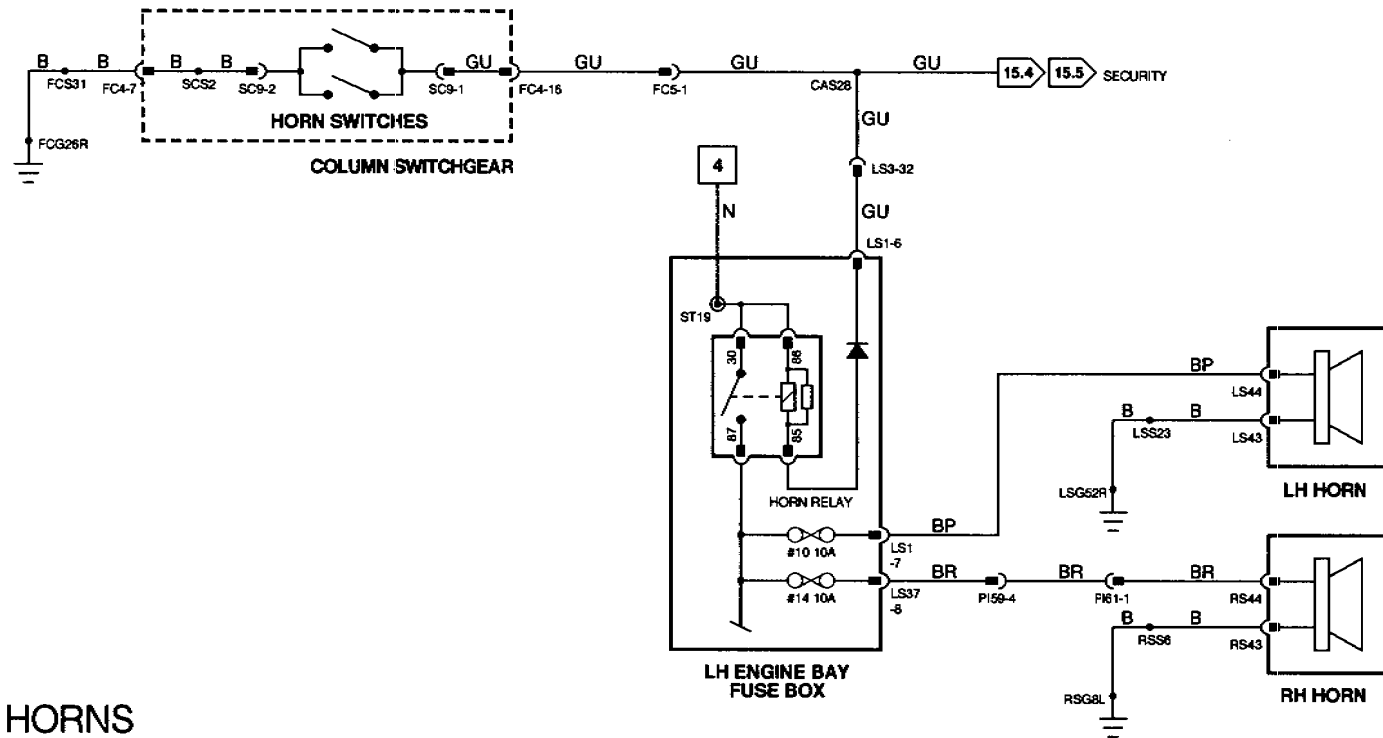 B B B B GU GU GU GU
FCS31 FC4-7 SCS2 SC9-2 SC9-1 FC4-16 FC5-1 CAS28
15.4 15.5 SECURITY
HORN SWITCHES
COLUMN SWITCHGEAR
FCG26R
GU
4
LS3-32
N
GU
LS1-6
ST19
30 86
87 85
HORN RELAY
BP
LS44
B B
LSS23 LS43
LSG52R
LH HORN
BP
#10 10A
LS1
-7
BR BR BR
#14 10A
LS37
-8
PI59-4 PI61-1 RS44
B B
RSS6 RS43
RSG8L
RH HORN
LH ENGINE BAY
FUSE BOX
HORNS